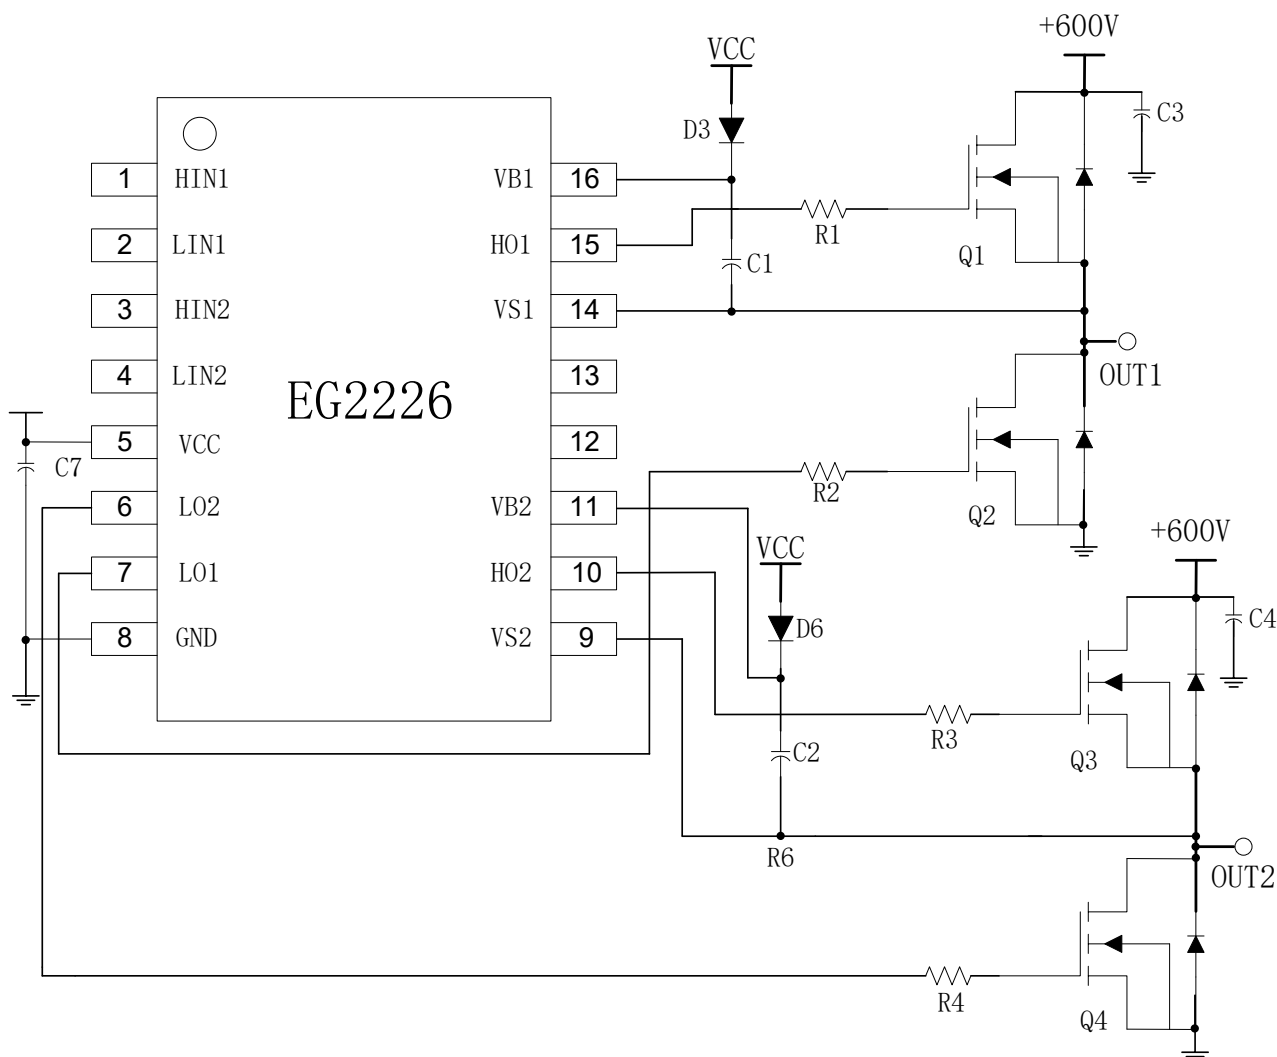 +600V
VCC
C3
D3
1 HIN1 VB1 16
R1
2 LIN1 HO1 15
Q1
C1
3 HIN2 VS1 14
4 LIN2 13
OUT1
EG2226
5 VCC 12
C7
R2
6 LO2 VB2 11
Q2
+600V
VCC
7 LO1 HO2 10
C4
D6
8 GND VS2 9
R3
C2
Q3
R6
OUT2
R4
Q4